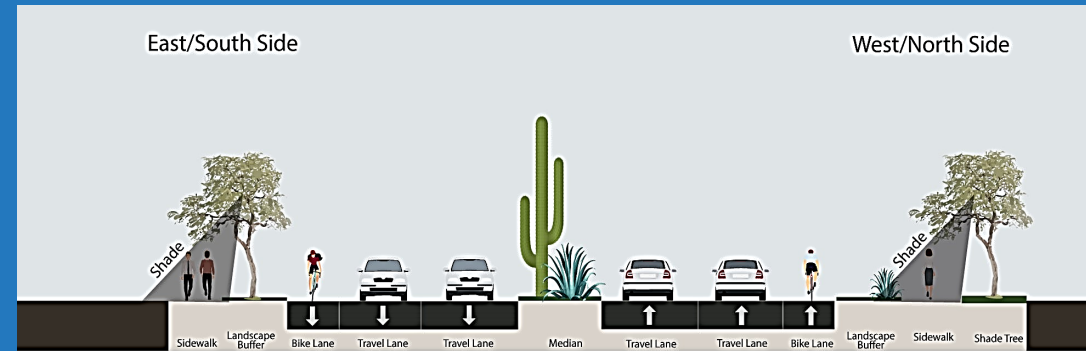 East/South Side
West/North Side
Shade
Shade
Sidewalk
Landscape
Buffer
Bike Lane
Travel Lane
Travel Lane
Median
Travel Lane
Travel Lane
Bike Lane
Landscape
Buffer
Sidewalk
Shade Tree